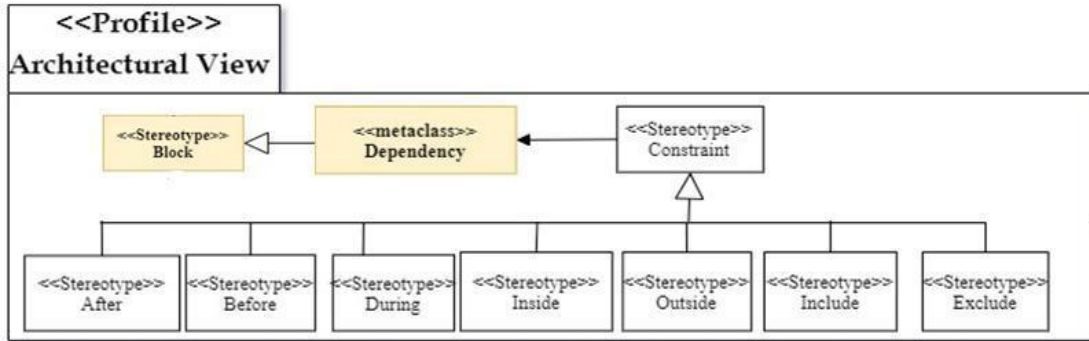 <<Profile>>
Architectural View
<<Stereotype>>
Block
<<metaclass>>
Dependency
<<Stereotype>>
Constraint
<<Stereotype>>
After
<<Stereotype>>
Before
<<Stereotype>>
During
<<Stereotype>>
Inside
<<Stereotype>>
Outside
<<Stereotype>>
Include
<<Stereotype>>
Exclude